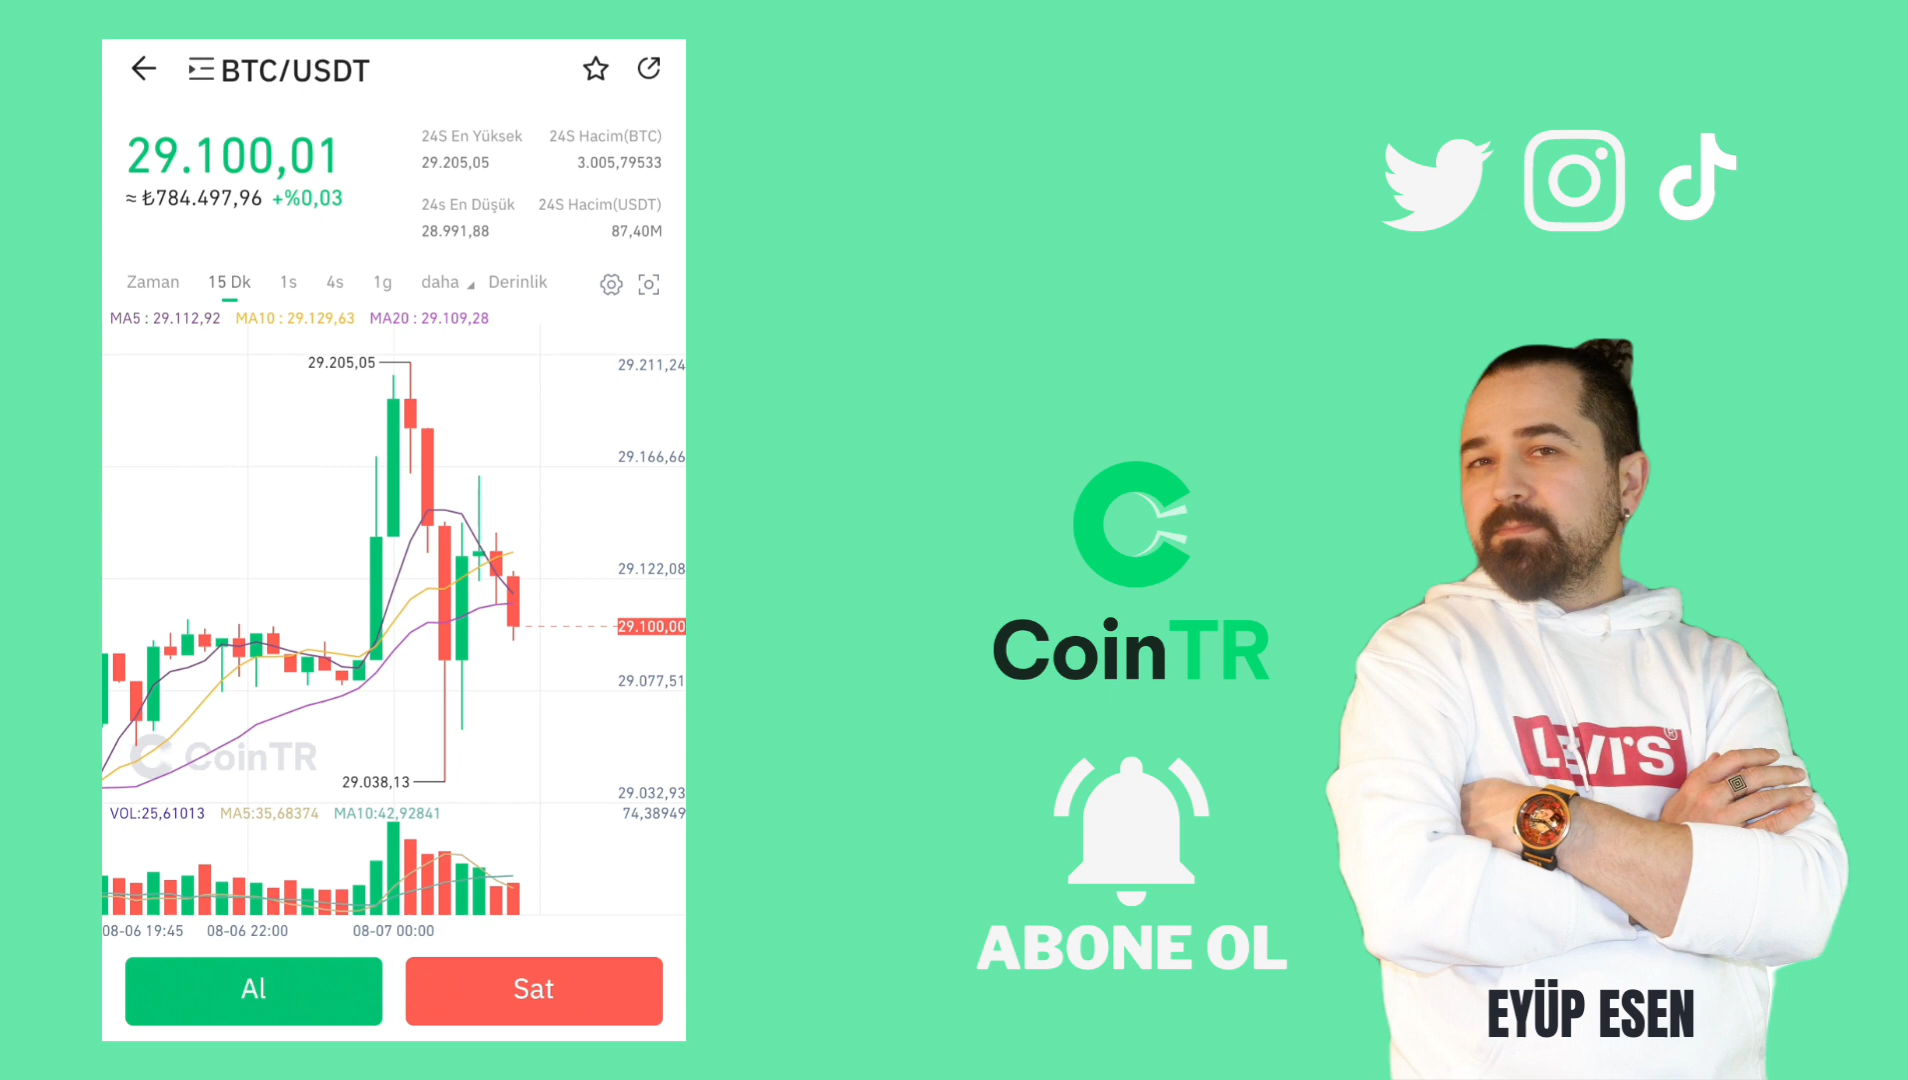 BTC/USDT
29.100,01
≈ ₺784.497,96 +%0,03
24S En Yüksek
29.205,05
24S Hacim(BTC)
3.005,79533
24s En Düşük
28.991,88
24S Hacim(USDT)
87,40M
Zaman 15 Dk 1s 4s 1g daha Derinlik
MA5 : 29.112,92 MA10 : 29.129,63 MA20 : 29.109,28
29.205,05
29.211,24
29.166,66
29.122,08
29.100,00
29.077,51
CoinTR
29.038,13
29.032,93
VOL:25,61013 MA5:35,68374 MA10:42,92841 74,38949
08-06 19:45 08-06 22:00 08-07 00:00
Al Sat
CoinTR
ABONE OL
LEVI'S®
EYÜP ESEN